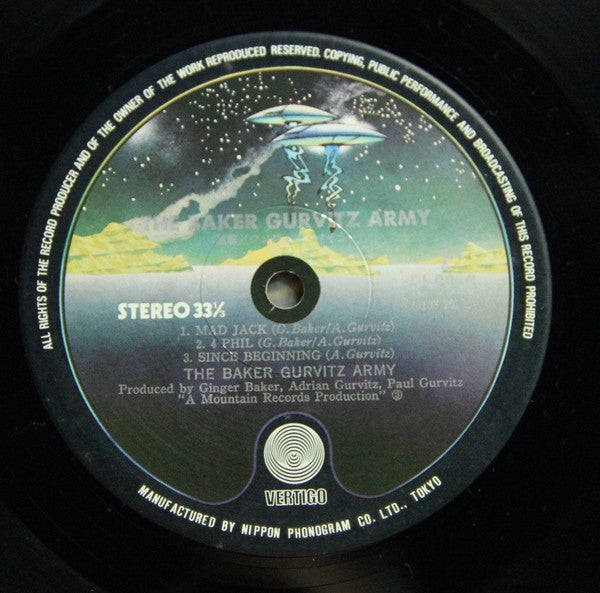 ALL RIGHTS OF THE RECORD PRODUCER AND OF THE OWNER OF THE WORK REPRODUCED RESERVED. COPYING, PUBLIC PERFORMANCE AND BROADCASTING OF THIS RECORD PROHIBITED
THE BAKER GURVITZ ARMY
STEREO 33⅓
1. MAD JACK (G. Baker/A. Gurvitz)
2. 4 PHIL (G. Baker/A. Gurvitz)
3. SINCE BEGINNING (A. Gurvitz)
THE BAKER GURVITZ ARMY
Produced by Ginger Baker, Adrian Gurvitz, Paul Gurvitz
"A Mountain Records Production"
VERTIGO
MANUFACTURED BY NIPPON PHONOGRAM CO. LTD., TOKYO